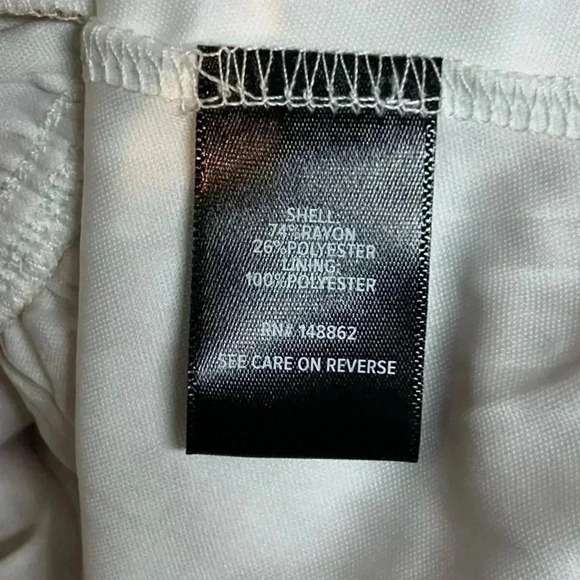 SHELL:
74% RAYON
26% POLYESTER
LINING:
100% POLYESTER
RN# 148862
SEE CARE ON REVERSE